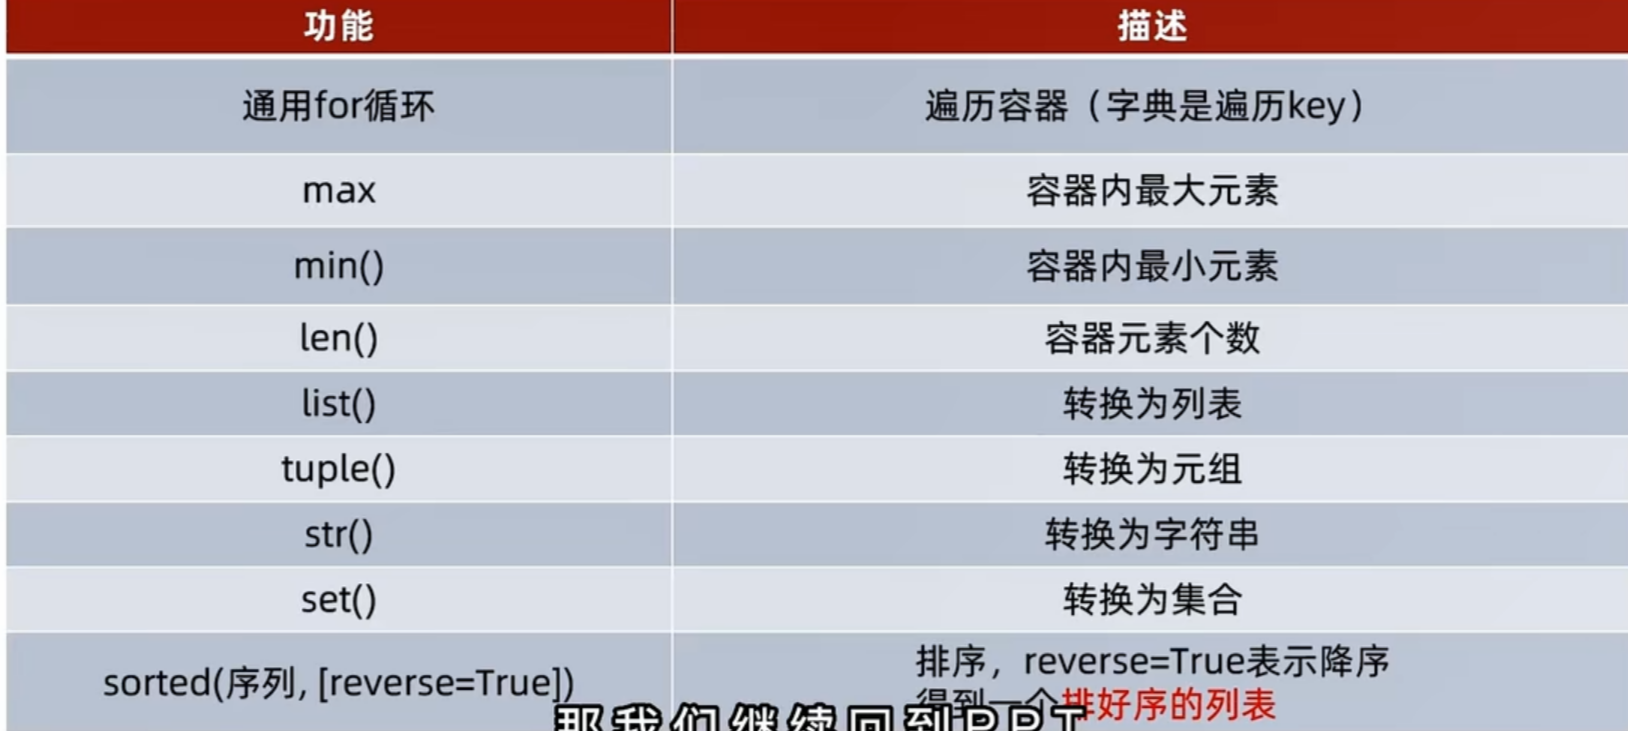 功能 描述
通用for循环 遍历容器（字典是遍历key）
max 容器内最大元素
min() 容器内最小元素
len() 容器元素个数
list() 转换为列表
tuple() 转换为元组
str() 转换为字符串
set() 转换为集合
sorted(序列, [reverse=True]) 排序，reverse=True表示降序
得到一个排好序的列表
那我们继续回到PPT